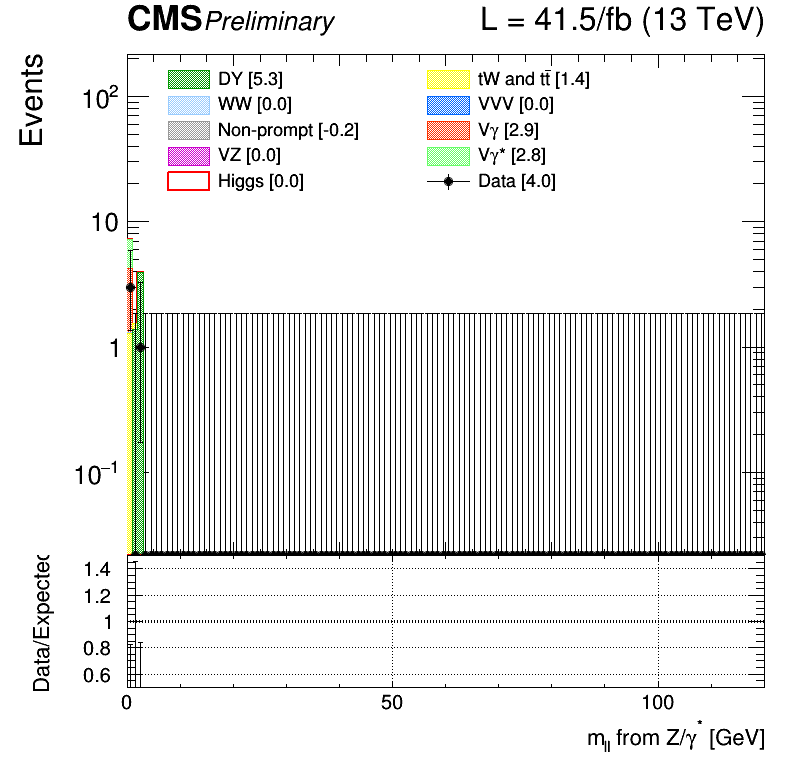 CMS Preliminary L = 41.5/fb (13 TeV)
Events
DY [5.3] tW and tt̄ [1.4]
WW [0.0] VVV [0.0]
Non-prompt [-0.2] Vγ [2.9]
VZ [0.0] Vγ* [2.8]
Higgs [0.0] Data [4.0]
10²
10
1
10⁻¹
Data/Expected
1.4
1.2
1
0.8
0.6
0 50 100
m_ll from Z/γ* [GeV]